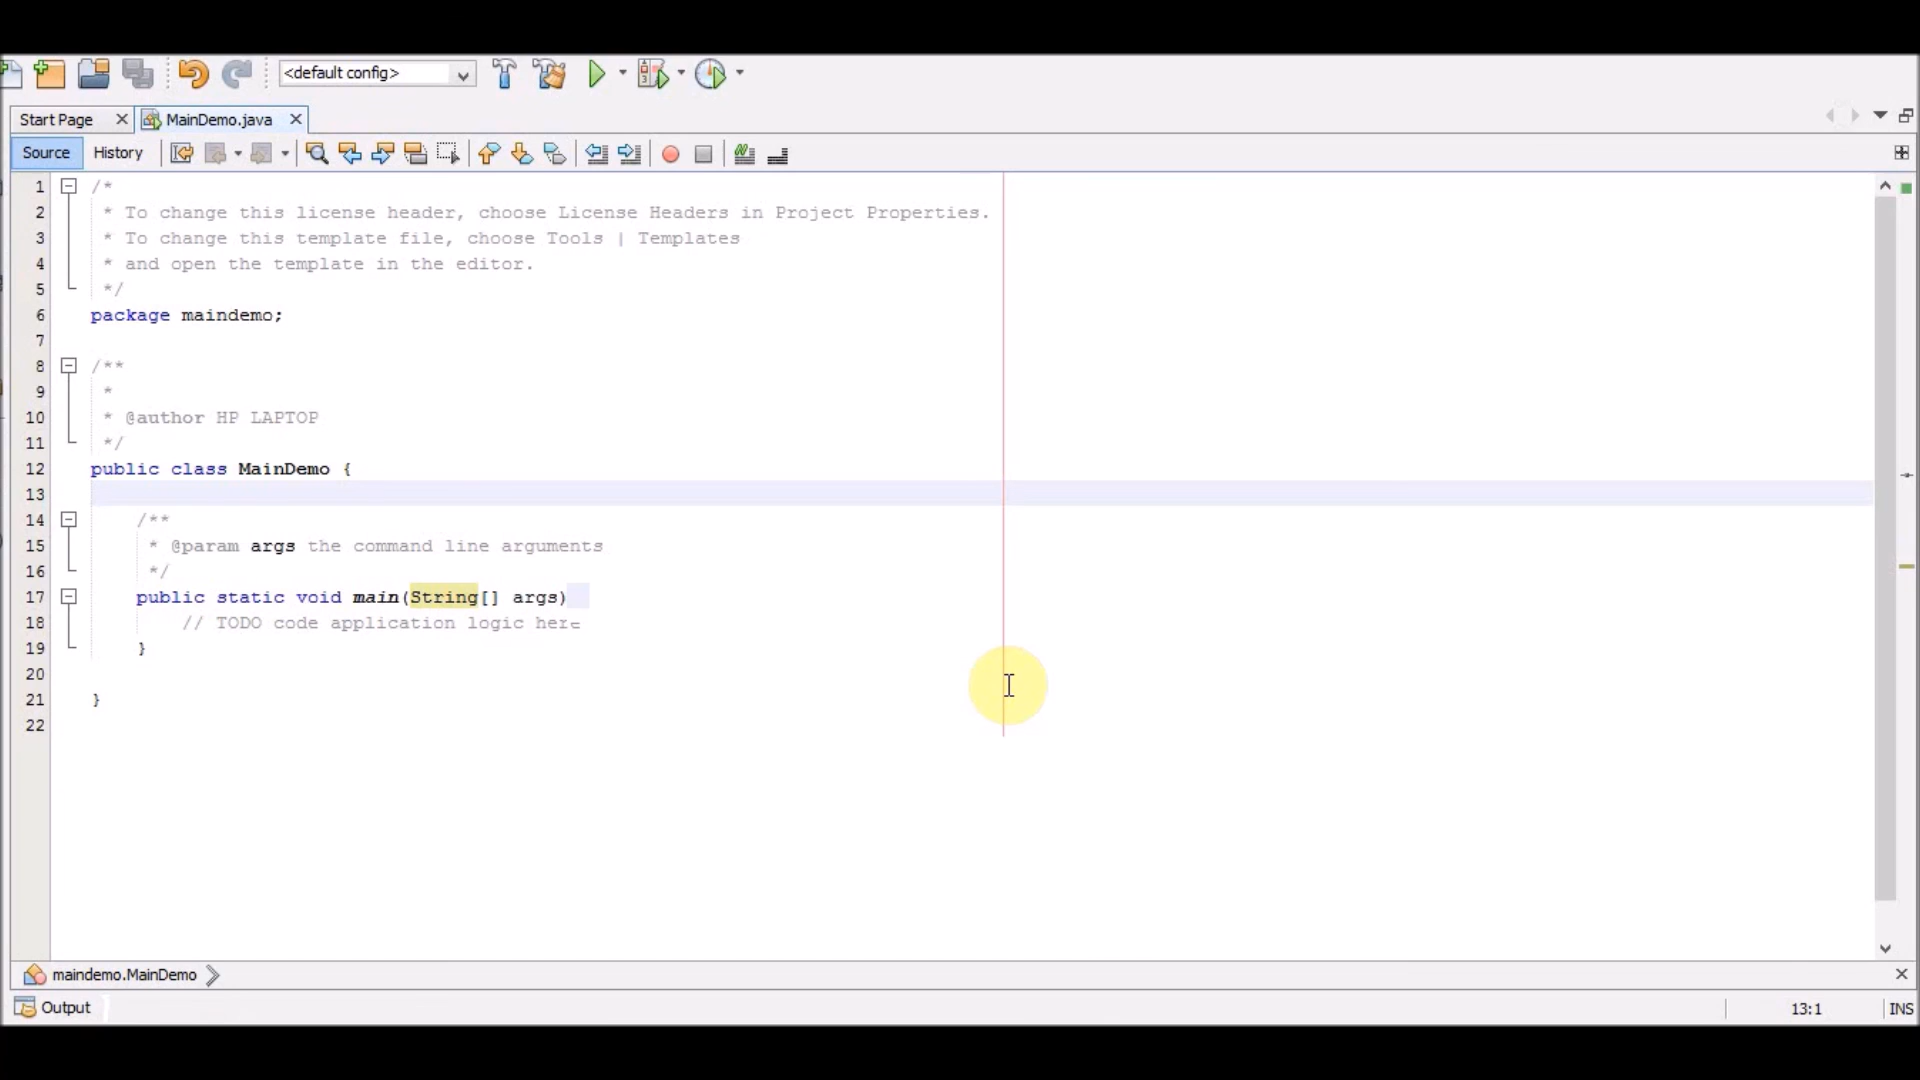 <default config>
Start Page
MainDemo.java
Source
History
1 /*
2 * To change this license header, choose License Headers in Project Properties.
3 * To change this template file, choose Tools | Templates
4 * and open the template in the editor.
5 */
6 package maindemo;
7
8 /**
9 *
10 * @author HP LAPTOP
11 */
12 public class MainDemo {
13
14 /**
15 * @param args the command line arguments
16 */
17 public static void main(String[] args)
18 // TODO code application logic here
19 }
20
21 }
22
maindemo.MainDemo
Output
13:1
INS